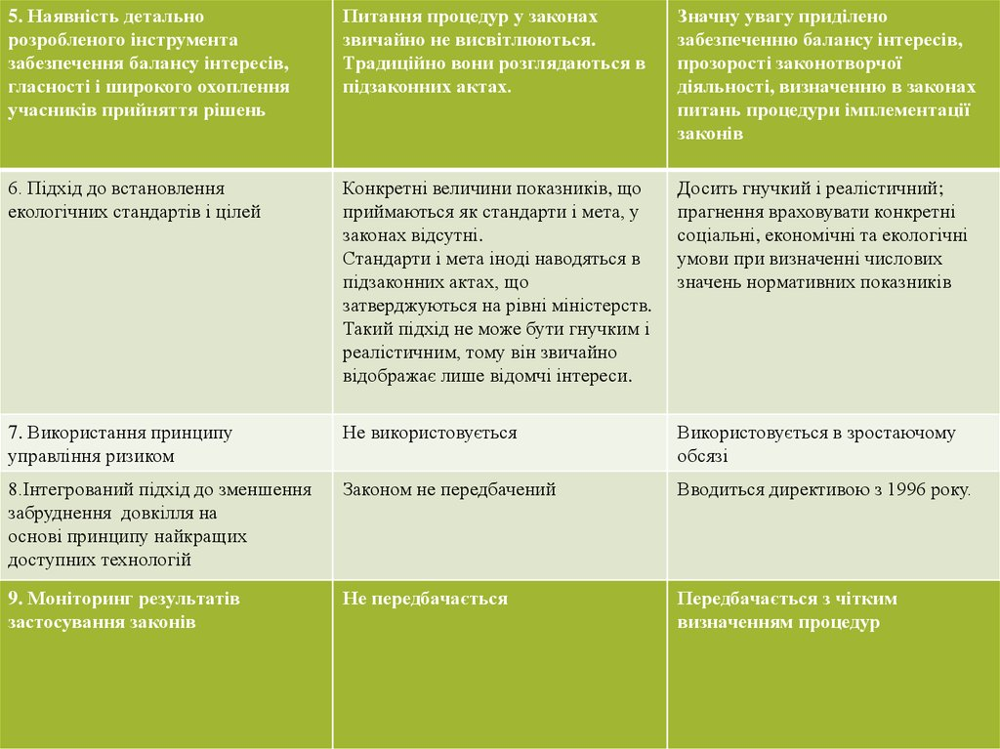 5. Наявність детально
розробленого інструмента
забезпечення балансу інтересів,
гласності і широкого охоплення
учасників прийняття рішень
Питання процедур у законах
звичайно не висвітлюються.
Традиційно вони розглядаються в
підзаконних актах.
Значну увагу приділено
забезпеченню балансу інтересів,
прозорості законотворчої
діяльності, визначенню в законах
питань процедури імплементації
законів
6. Підхід до встановлення
екологічних стандартів і цілей
Конкретні величини показників, що
приймаються як стандарти і мета, у
законах відсутні.
Стандарти і мета іноді наводяться в
підзаконних актах, що
затверджуються на рівні міністерств.
Такий підхід не може бути гнучким і
реалістичним, тому він звичайно
відображає лише відомчі інтереси.
Досить гнучкий і реалістичний;
прагнення враховувати конкретні
соціальні, економічні та екологічні
умови при визначенні числових
значень нормативних показників
7. Використання принципу
управління ризиком
Не використовується
Використовується в зростаючому
обсязі
8.Інтегрований підхід до зменшення
забруднення довкілля на
основі принципу найкращих
доступних технологій
Законом не передбачений
Вводиться директивою з 1996 року.
9. Моніторинг результатів
застосування законів
Не передбачається
Передбачається з чітким
визначенням процедур